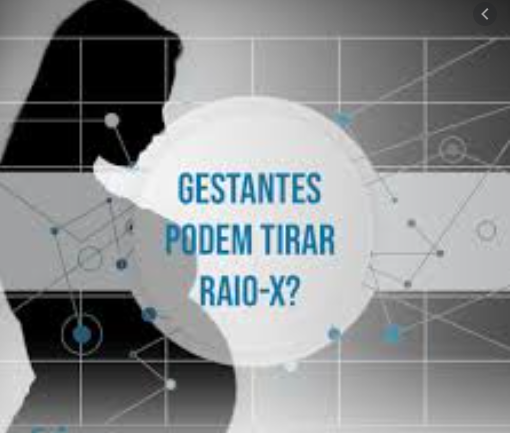 GESTANTES
PODEM TIRAR
RAIO-X?